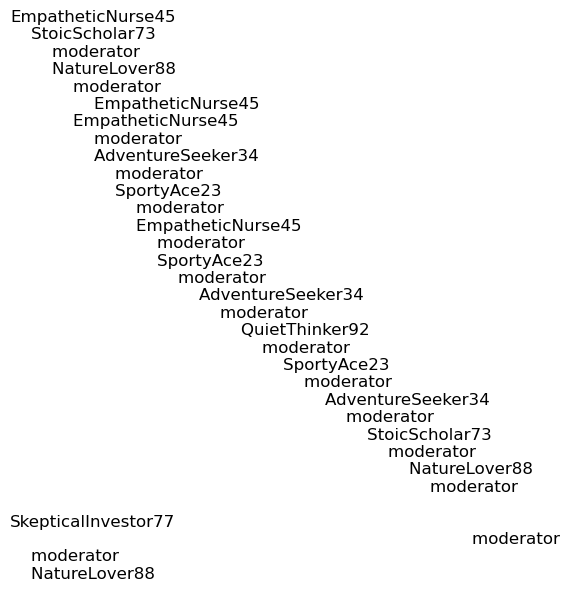 EmpatheticNurse45
StoicScholar73
moderator
NatureLover88
moderator
EmpatheticNurse45
EmpatheticNurse45
moderator
AdventureSeeker34
moderator
SportyAce23
moderator
EmpatheticNurse45
moderator
SportyAce23
moderator
AdventureSeeker34
moderator
QuietThinker92
moderator
SportyAce23
moderator
AdventureSeeker34
moderator
StoicScholar73
moderator
NatureLover88
moderator
SkepticalInvestor77
moderator
moderator
NatureLover88